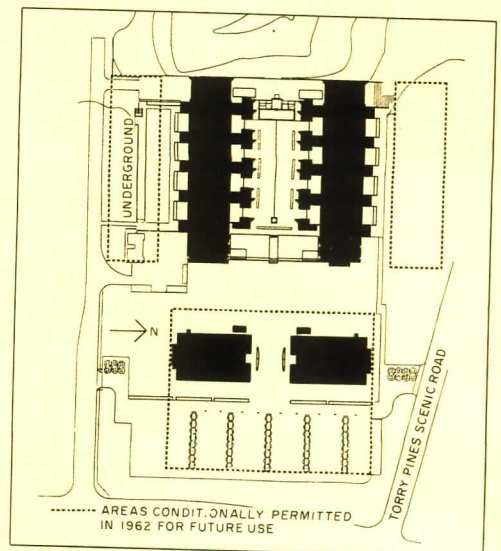 UNDERGROUND
N
TORRY PINES SCENIC ROAD
AREAS CONDIT.ONALLY PERMITTED
IN 1962 FOR FUTURE USE